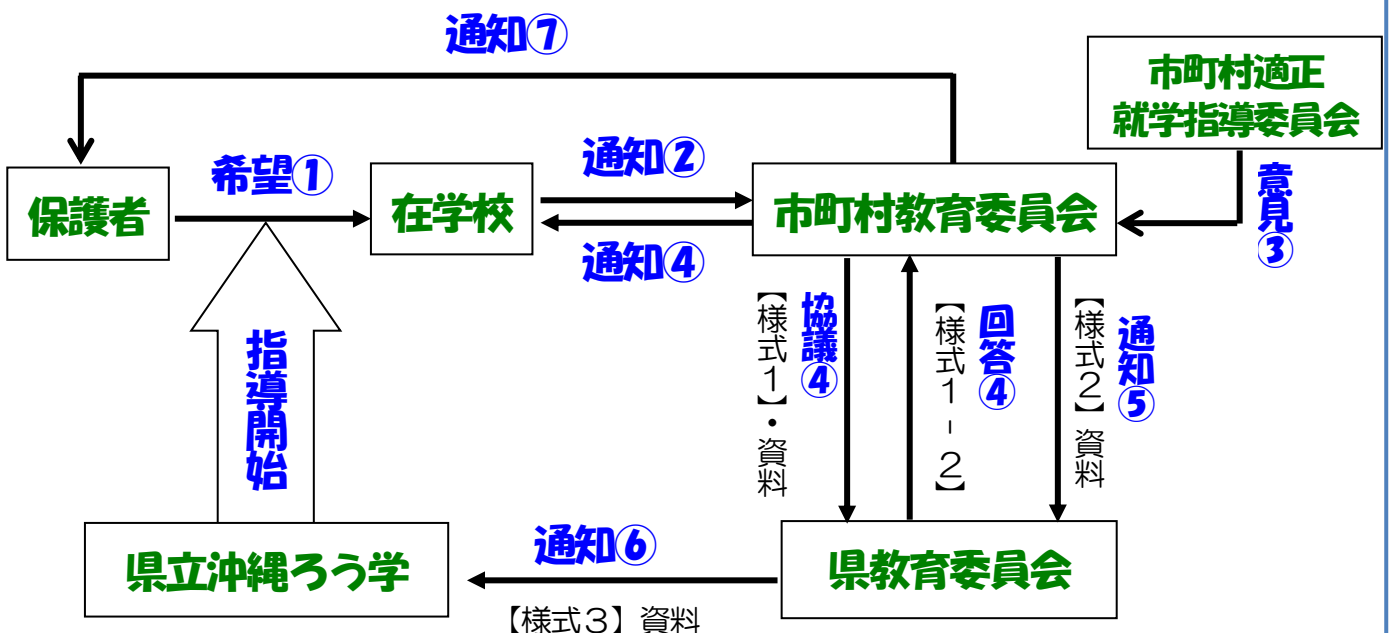 通知⑦
市町村適正
就学指導委員会
保護者
希望①
在学校
通知②
通知④
市町村教育委員会
意見③
指導開始
【様式1】・資料
協議④
【様式1-2】
回答④
【様式2】資料
通知⑤
県立沖縄ろう学
通知⑥
【様式3】資料
県教育委員会